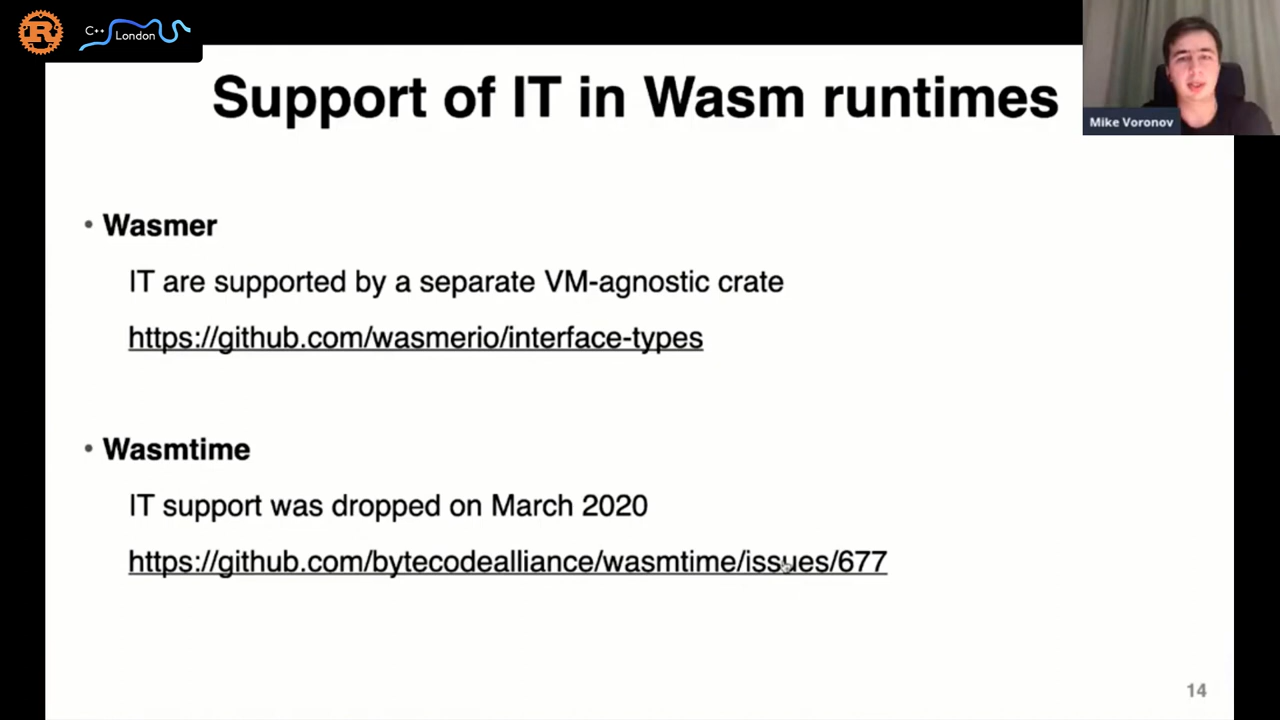 C++
London
Support of IT in Wasm runtimes
Mike Voronov
• Wasmer
IT are supported by a separate VM-agnostic crate
https://github.com/wasmerio/interface-types
• Wasmtime
IT support was dropped on March 2020
https://github.com/bytecodealliance/wasmtime/issues/677
14